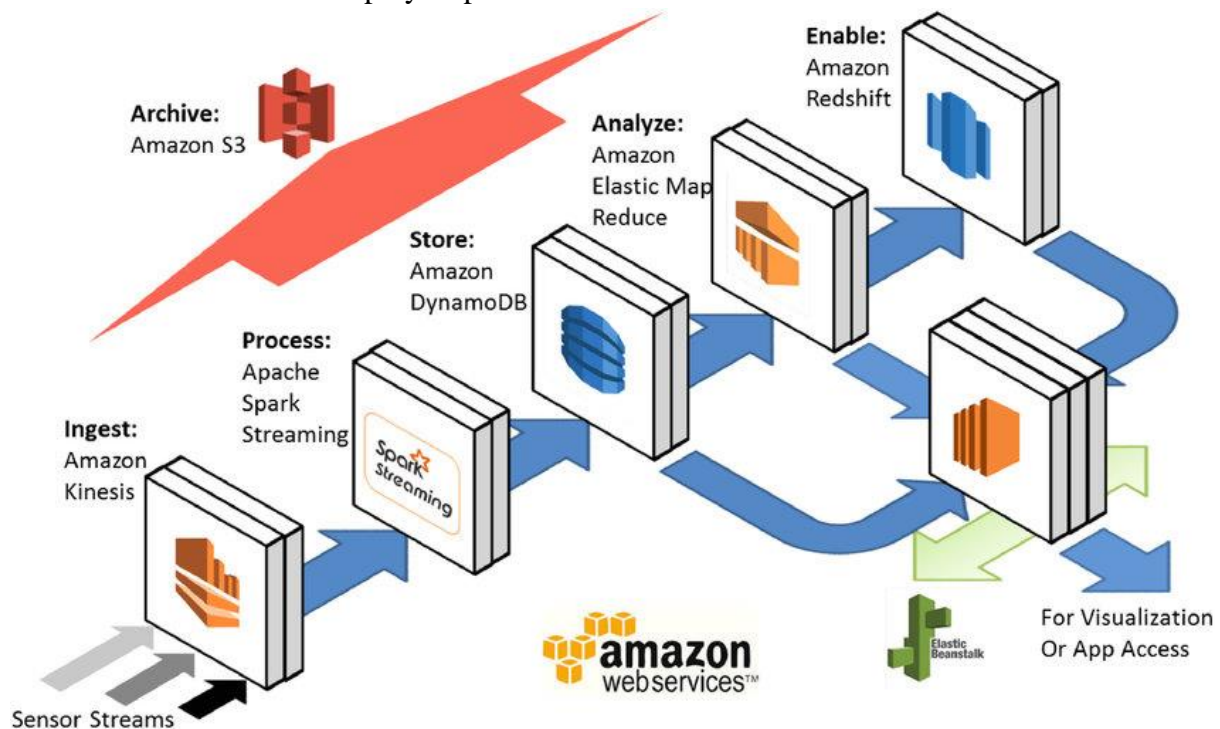 Enable:
Amazon
Redshift
Archive:
Amazon S3
Analyze:
Amazon
Elastic Map
Reduce
Store:
Amazon
DynamoDB
Process:
Apache
Spark
Streaming
Spark
Streaming
Ingest:
Amazon
Kinesis
Sensor Streams
amazon
webservices™
Elastic
Beanstalk
For Visualization
Or App Access